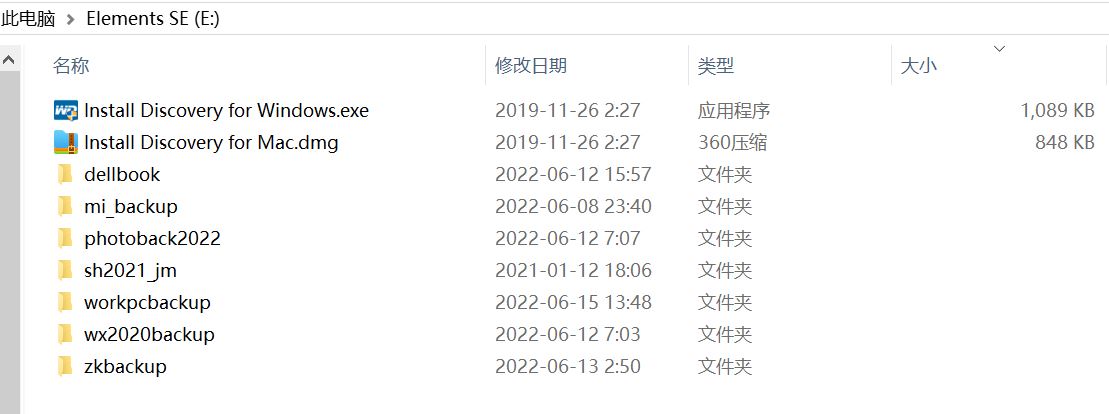 此电脑 > Elements SE (E:)
名称 修改日期 类型 大小
Install Discovery for Windows.exe 2019-11-26 2:27 应用程序 1,089 KB
Install Discovery for Mac.dmg 2019-11-26 2:27 360压缩 848 KB
dellbook 2022-06-12 15:57 文件夹
mi_backup 2022-06-08 23:40 文件夹
photoback2022 2022-06-12 7:07 文件夹
sh2021_jm 2021-01-12 18:06 文件夹
workpcbackup 2022-06-15 13:48 文件夹
wx2020backup 2022-06-12 7:03 文件夹
zkbackup 2022-06-13 2:50 文件夹